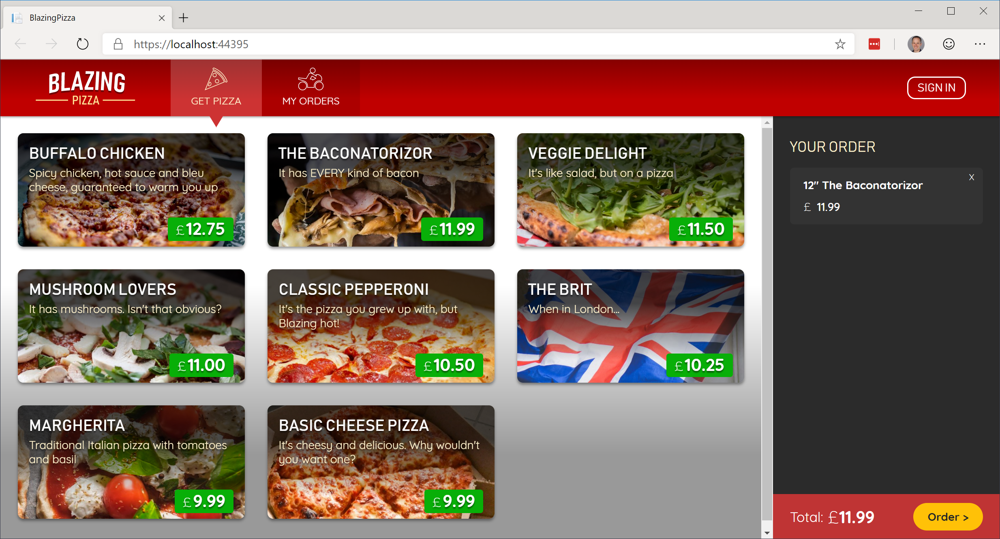 BlazingPizza
https://localhost:44395
BLAZING
PIZZA
GET PIZZA
MY ORDERS
SIGN IN
BUFFALO CHICKEN
Spicy chicken, hot sauce and bleu
cheese, guaranteed to warm you up
£12.75
THE BACONATORIZOR
It has EVERY kind of bacon
£11.99
VEGGIE DELIGHT
It's like salad, but on a pizza
£11.50
MUSHROOM LOVERS
It has mushrooms. Isn't that obvious?
£11.00
CLASSIC PEPPERONI
It's the pizza you grew up with, but
Blazing hot!
£10.50
THE BRIT
When in London...
£10.25
MARGHERITA
Traditional Italian pizza with tomatoes
and basil
£9.99
BASIC CHEESE PIZZA
It's cheesy and delicious. Why wouldn't
you want one?
£9.99
YOUR ORDER
X
12" The Baconatorizor
£ 11.99
Total: £11.99
Order >